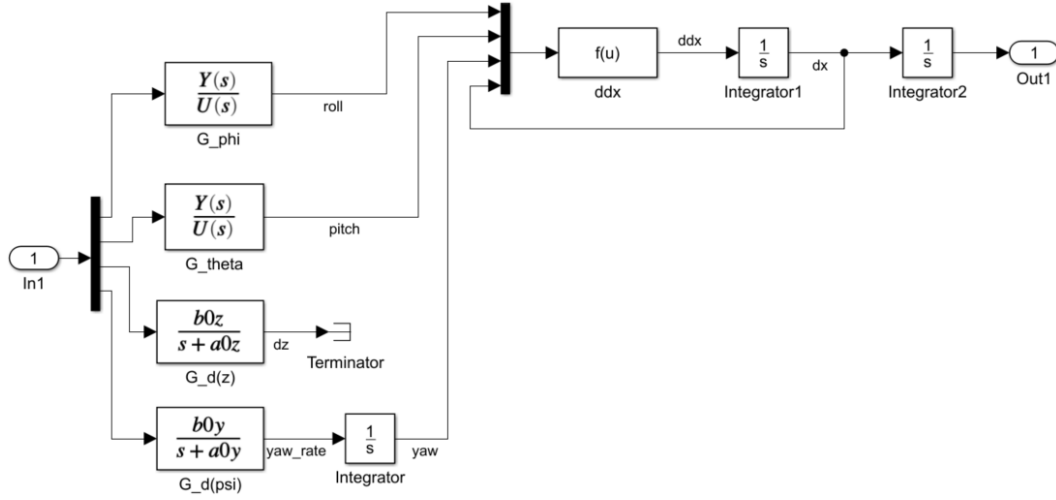 1
In1
Y(s)
U(s)
G_phi
roll
Y(s)
U(s)
G_theta
pitch
b0z
s + a0z
G_d(z)
dz
Terminator
b0y
s + a0y
G_d(psi)
yaw_rate
1
s
Integrator
yaw
f(u)
ddx
ddx
1
s
Integrator1
dx
1
s
Integrator2
1
Out1